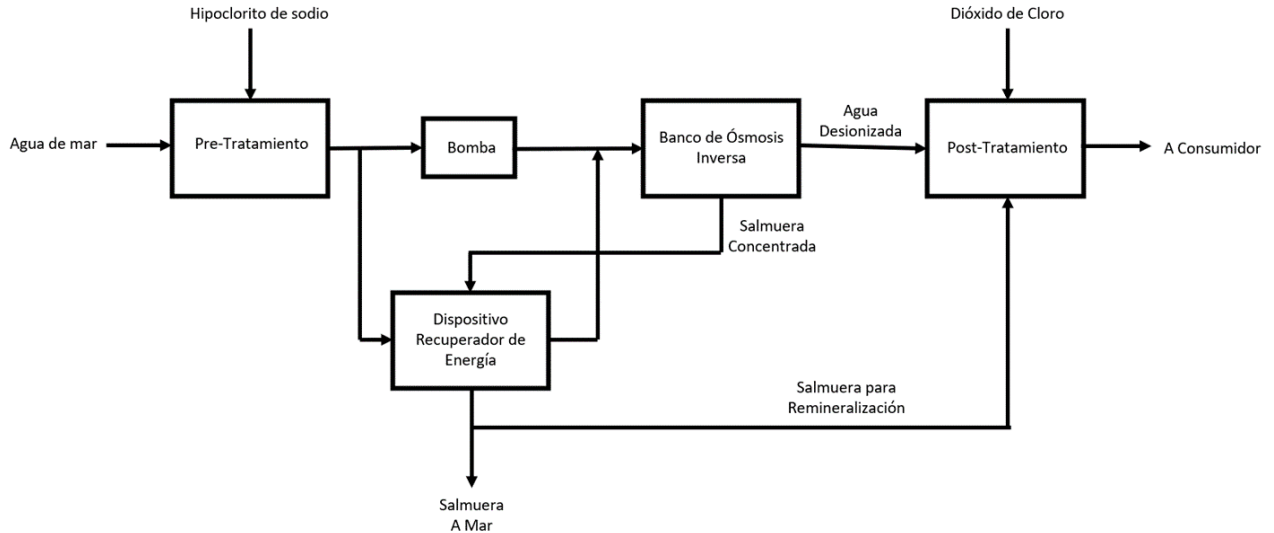 Hipoclorito de sodio
Dióxido de Cloro
Agua de mar
Pre-Tratamiento
Bomba
Banco de Ósmosis
Inversa
Agua
Desionizada
Post-Tratamiento
A Consumidor
Salmuera
Concentrada
Dispositivo
Recuperador de
Energía
Salmuera para
Remineralización
Salmuera
A Mar